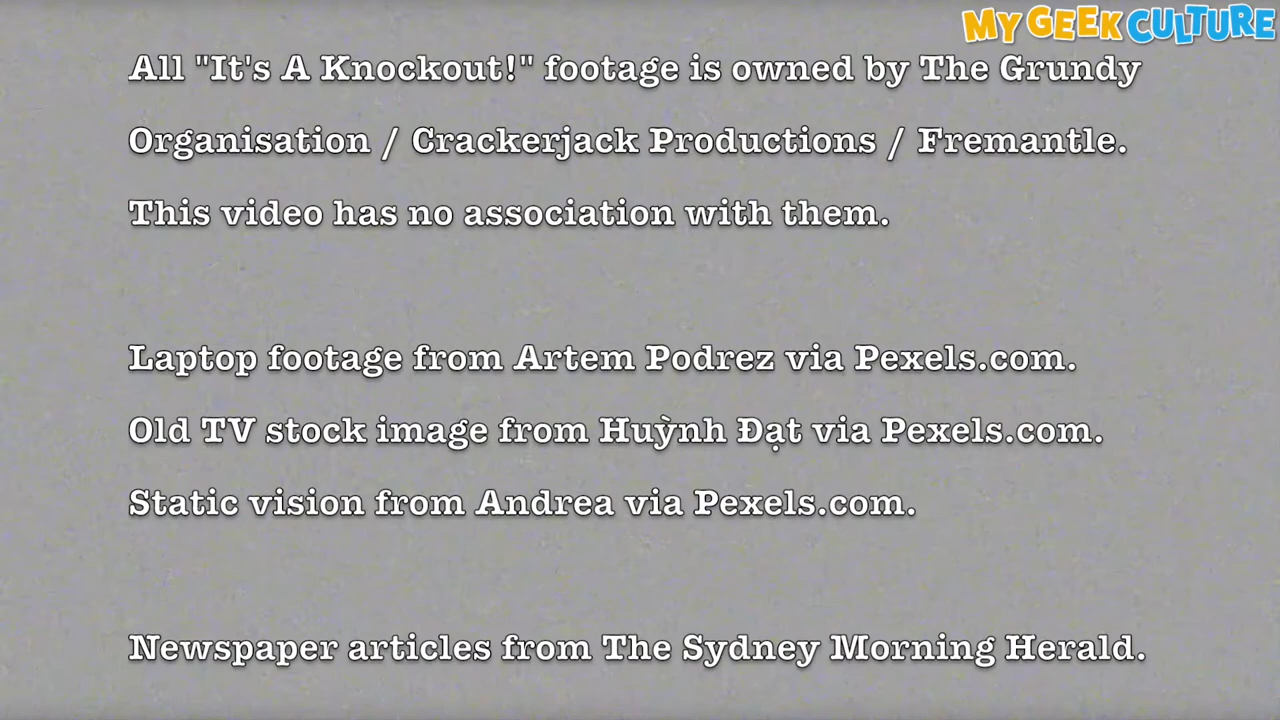 MY GEEK CULTURE
All "It's A Knockout!" footage is owned by The Grundy
Organisation / Crackerjack Productions / Fremantle.
This video has no association with them.
Laptop footage from Artem Podrez via Pexels.com.
Old TV stock image from Huỳnh Đạt via Pexels.com.
Static vision from Andrea via Pexels.com.
Newspaper articles from The Sydney Morning Herald.